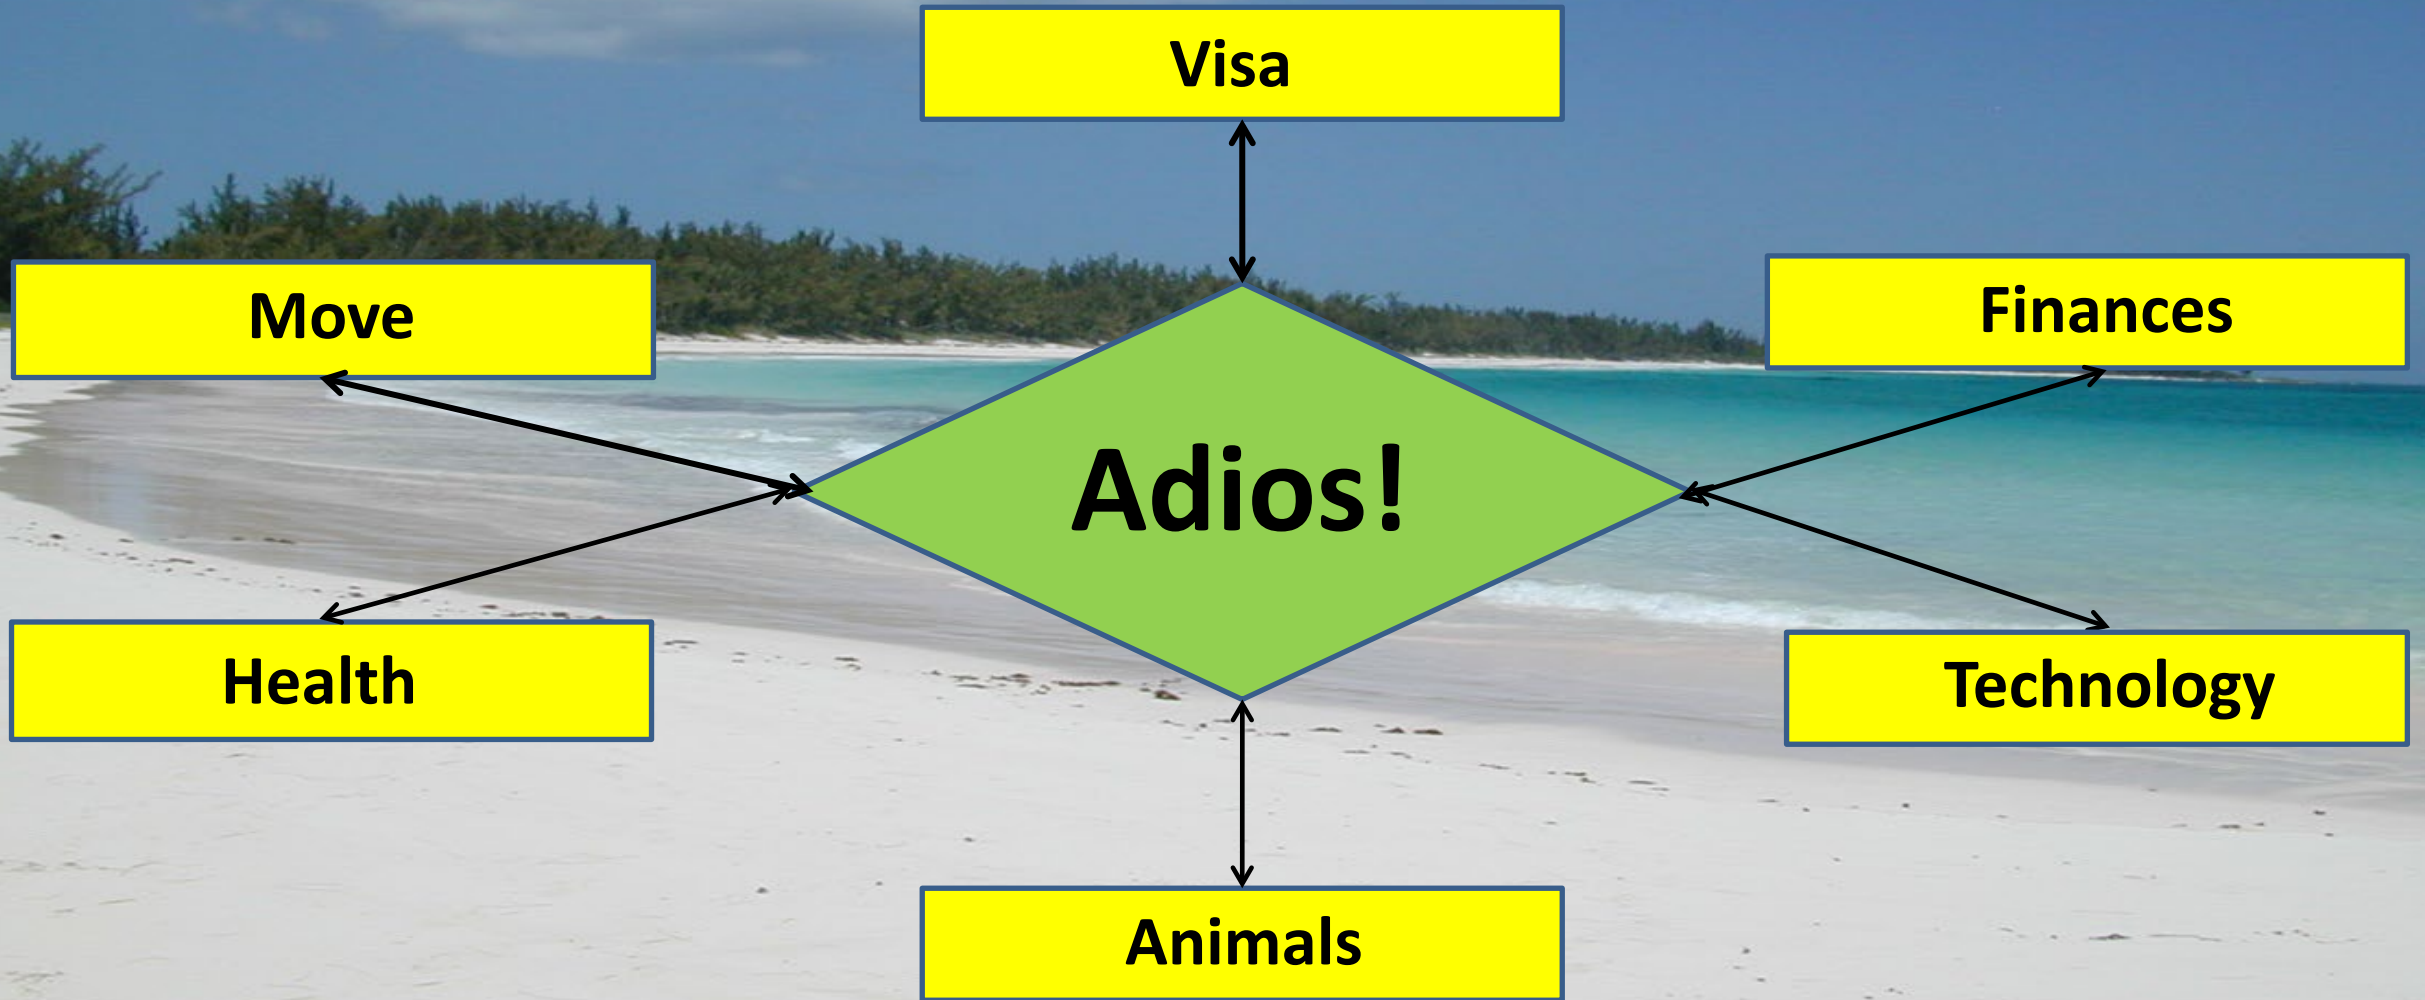 Visa
Move
Finances
Adios!
Health
Technology
Animals